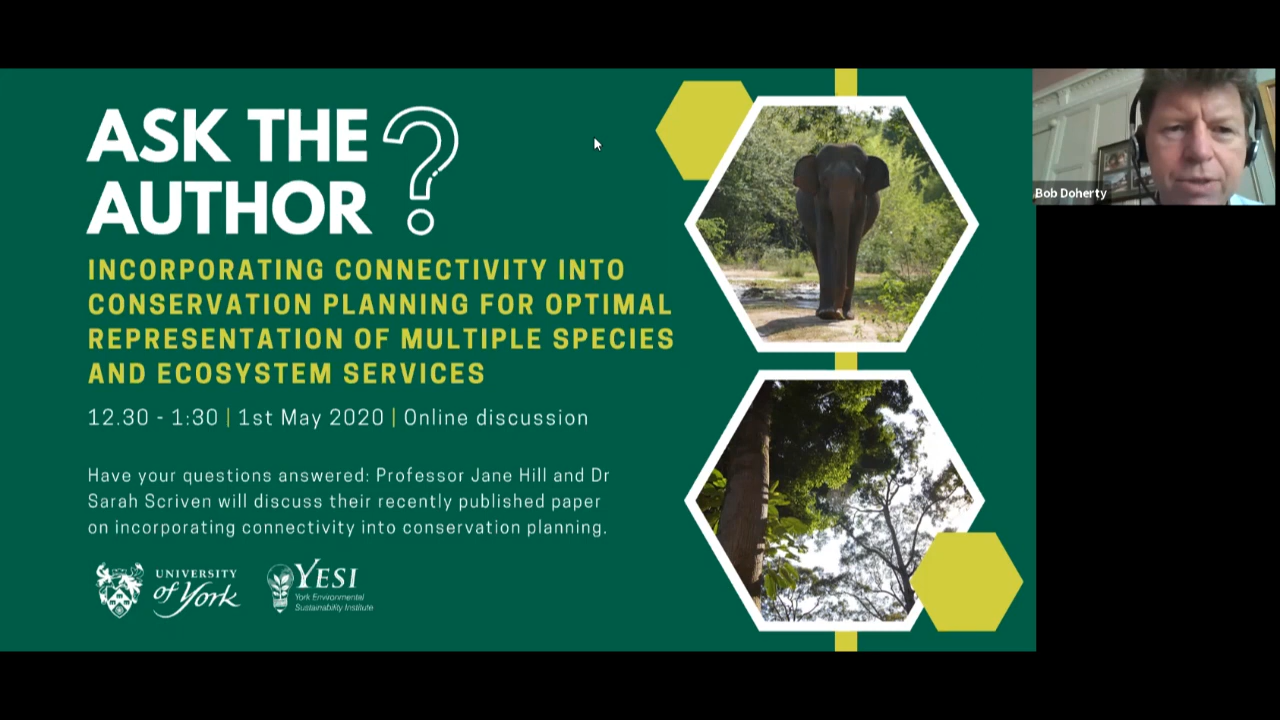 ASK THE
AUTHOR ?
INCORPORATING CONNECTIVITY INTO
CONSERVATION PLANNING FOR OPTIMAL
REPRESENTATION OF MULTIPLE SPECIES
AND ECOSYSTEM SERVICES
12.30 - 1:30 | 1st May 2020 | Online discussion
Have your questions answered: Professor Jane Hill and Dr
Sarah Scriven will discuss their recently published paper
on incorporating connectivity into conservation planning.
UNIVERSITY
of York
YESI
York Environmental
Sustainability Institute
Bob Doherty